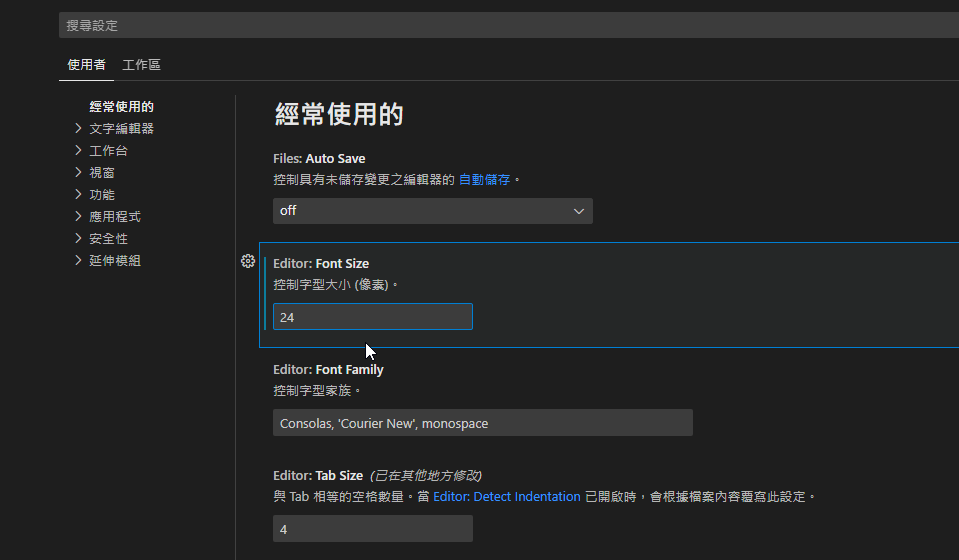 搜尋設定
使用者
工作區
經常使用的
文字編輯器
工作台
視窗
功能
應用程式
安全性
延伸模組
經常使用的
Files: Auto Save
控制具有未儲存變更之編輯器的 自動儲存。
off
Editor: Font Size
控制字型大小 (像素)。
24
Editor: Font Family
控制字型家族。
Consolas, 'Courier New', monospace
Editor: Tab Size (已在其他地方修改)
與 Tab 相等的空格數量。當 Editor: Detect Indentation 已開啟時，會根據檔案內容覆寫此設定。
4